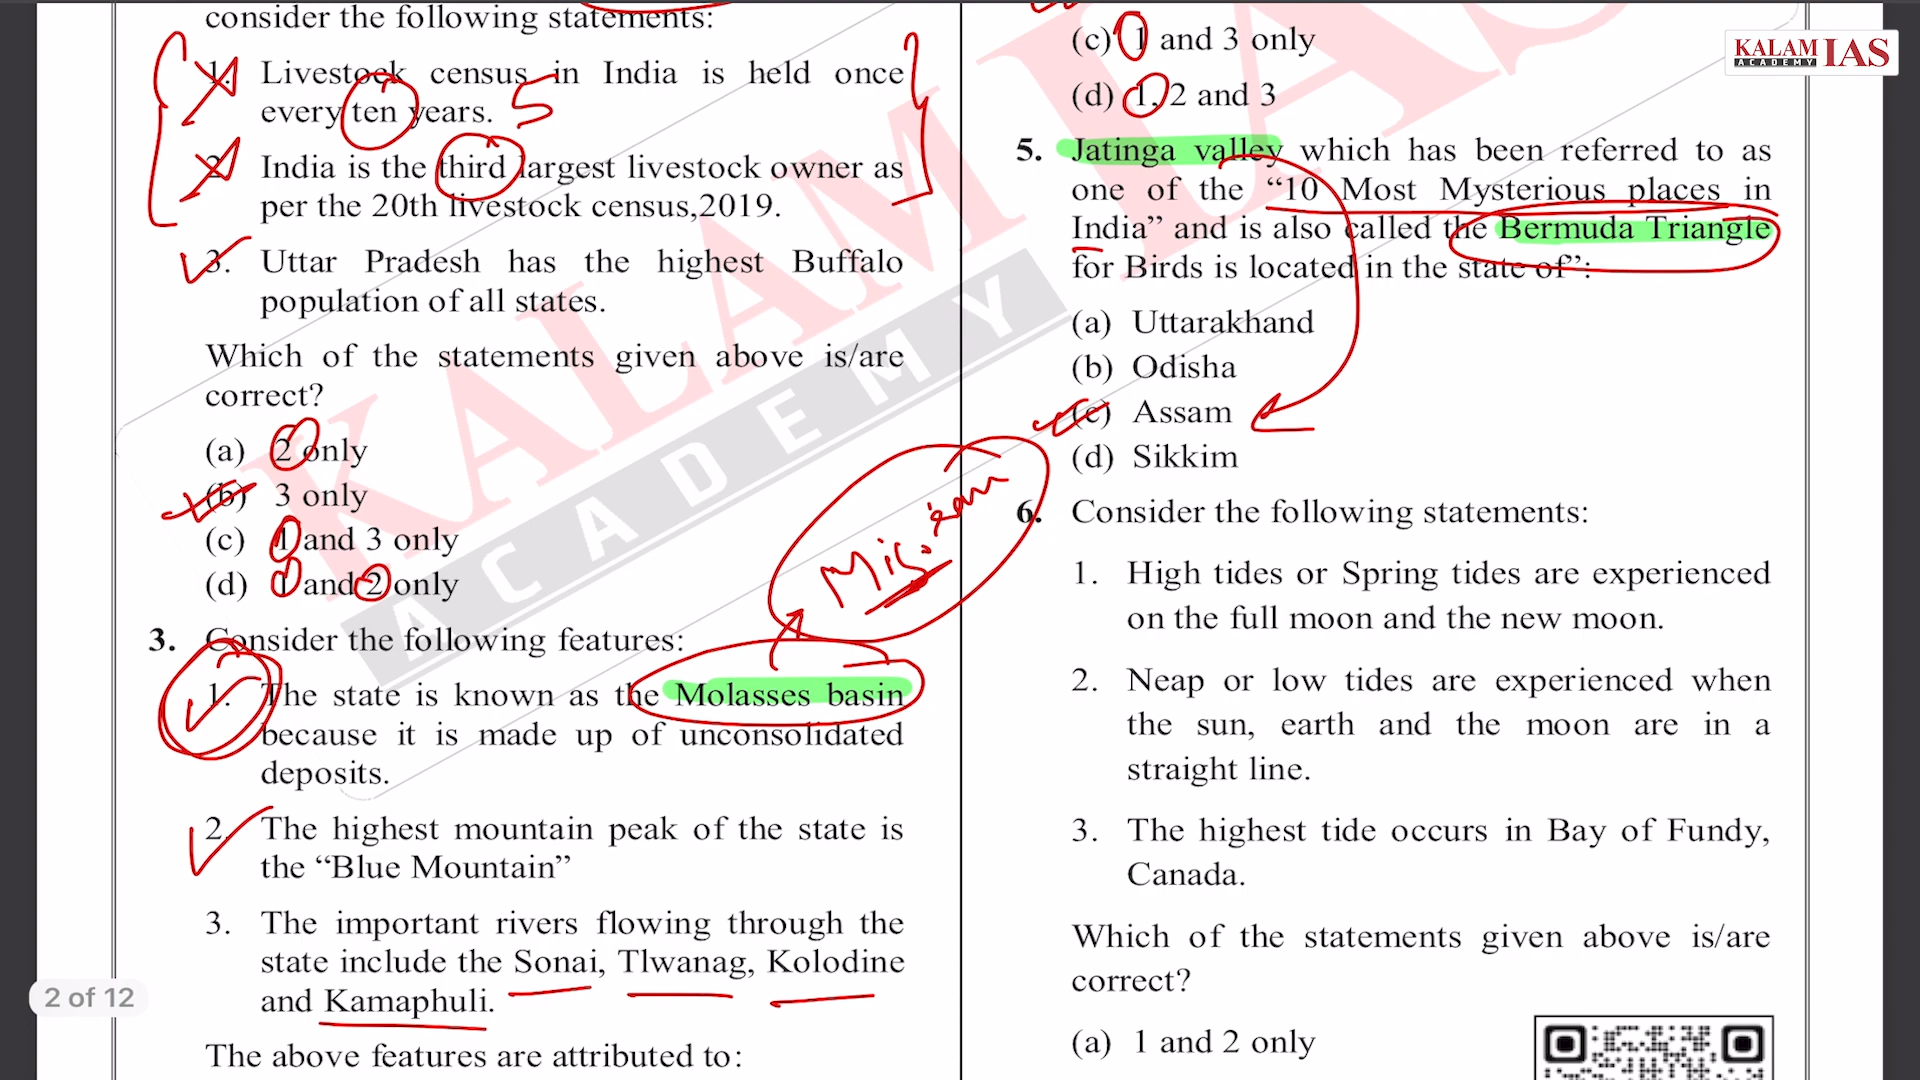 consider the following statements:
1. Livestock census in India is held once
every ten years. 5
2. India is the third largest livestock owner as
per the 20th livestock census,2019.
3. Uttar Pradesh has the highest Buffalo
population of all states.
Which of the statements given above is/are
correct?
(a) 2 only
(b) 3 only
(c) 1 and 3 only
(d) 1 and 2 only
3. Consider the following features:
1. The state is known as the Molasses basin
because it is made up of unconsolidated
deposits.
2. The highest mountain peak of the state is
the “Blue Mountain”
3. The important rivers flowing through the
state include the Sonai, Tlwanag, Kolodine
and Kamaphuli.
The above features are attributed to:
2 of 12
(c) 1 and 3 only
(d) 1, 2 and 3
5. Jatinga valley which has been referred to as
one of the “10 Most Mysterious places in
India” and is also called the Bermuda Triangle
for Birds is located in the state of”:
(a) Uttarakhand
(b) Odisha
(c) Assam
(d) Sikkim
6. Consider the following statements:
1. High tides or Spring tides are experienced
on the full moon and the new moon.
2. Neap or low tides are experienced when
the sun, earth and the moon are in a
straight line.
3. The highest tide occurs in Bay of Fundy,
Canada.
Which of the statements given above is/are
correct?
(a) 1 and 2 only
KALAM IAS
ACADEMY
KALAM IAS
ACADEMY